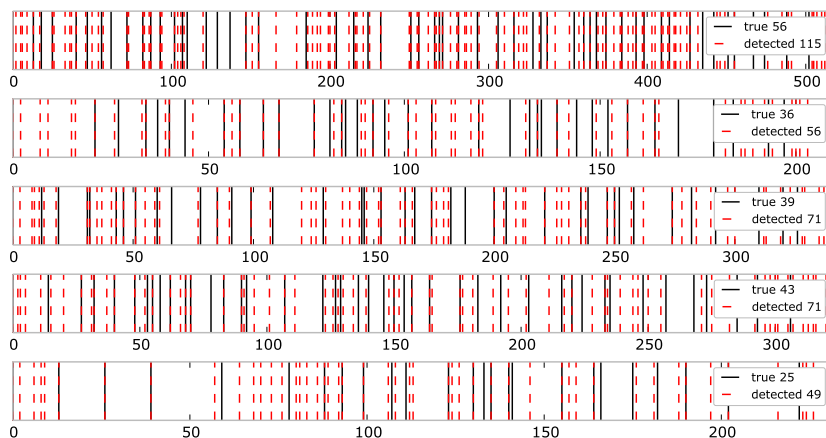 true 56
detected 115
0 100 200 300 400 500
true 36
detected 56
0 50 100 150 200
true 39
detected 71
0 50 100 150 200 250 300
true 43
detected 71
0 50 100 150 200 250 300
true 25
detected 49
0 50 100 150 200